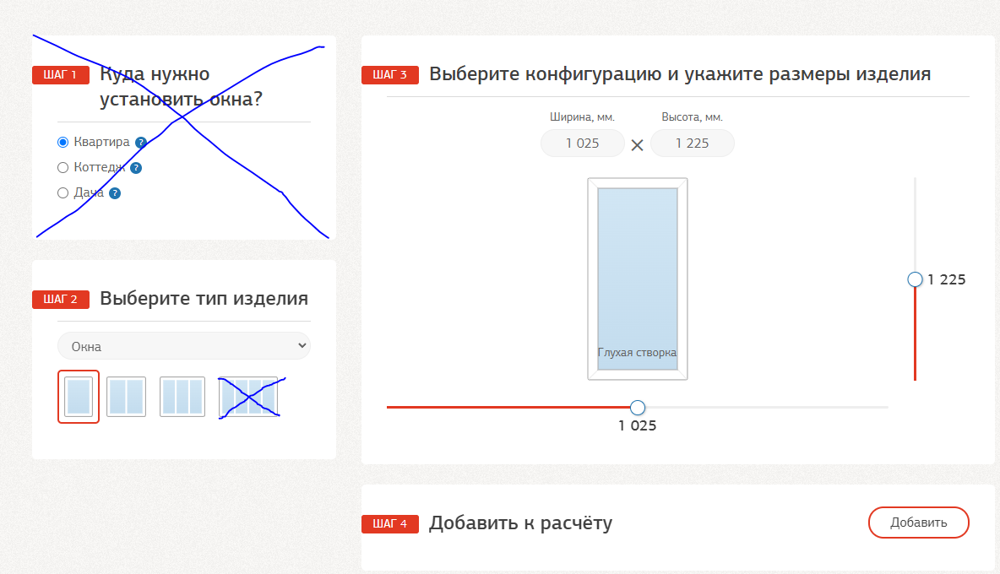 ШАГ 1
Куда нужно
установить окна?
Квартира ?
Коттедж ?
Дача ?
ШАГ 2
Выберите тип изделия
Окна
ШАГ 3
Выберите конфигурацию и укажите размеры изделия
Ширина, мм. Высота, мм.
1 025 × 1 225
Глухая створка
1 225
1 025
ШАГ 4
Добавить к расчёту
Добавить